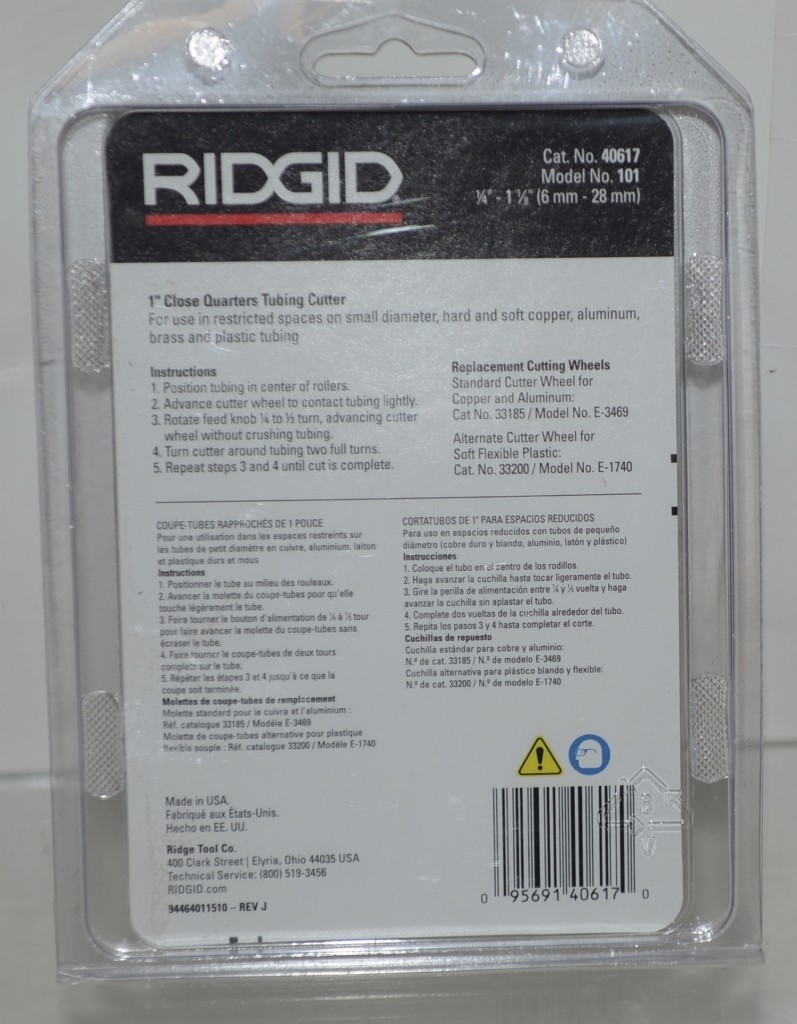 RIDGID
Cat. No. 40617
Model No. 101
¼" - 1 ⅛" (6 mm - 28 mm)
1" Close Quarters Tubing Cutter
For use in restricted spaces on small diameter, hard and soft copper, aluminum,
brass and plastic tubing
Instructions
1. Position tubing in center of rollers.
2. Advance cutter wheel to contact tubing lightly.
3. Rotate feed knob ¼ to ½ turn, advancing cutter
wheel without crushing tubing.
4. Turn cutter around tubing two full turns.
5. Repeat steps 3 and 4 until cut is complete.
Replacement Cutting Wheels
Standard Cutter Wheel for
Copper and Aluminum:
Cat No. 33185 / Model No. E-3469
Alternate Cutter Wheel for
Soft Flexible Plastic:
Cat. No. 33200 / Model No. E-1740
COUPE-TUBES RAPPROCHÉS DE 1 POUCE
Pour une utilisation dans les espaces restreints sur
les tubes de petit diamètre en cuivre, aluminium, laiton
et plastique durs et mous
Instructions
1. Positionner le tube au milieu des rouleaux.
2. Avancer la molette du coupe-tubes pour qu'elle
touche légèrement le tube.
3. Faire tourner le bouton d'alimentation de ¼ à ½ tour
pour faire avancer la molette du coupe-tubes sans
écraser le tube.
4. Faire tourner le coupe-tubes de deux tours
complets sur le tube.
5. Répéter les étapes 3 et 4 jusqu'à ce que la
coupe soit terminée.
Molettes de coupe-tubes de remplacement
Molette standard pour le cuivre et l'aluminium :
Réf. catalogue 33185 / Modèle E-3469
Molette de coupe-tubes alternative pour plastique
flexible souple : Réf. catalogue 33200 / Modèle E-1740
CORTATUBOS DE 1" PARA ESPACIOS REDUCIDOS
Para uso en espacios reducidos con tubos de pequeño
diámetro (cobre duro y blando, aluminio, latón y plástico)
Instrucciones
1. Coloque el tubo en el centro de los rodillos.
2. Haga avanzar la cuchilla hasta tocar ligeramente el tubo.
3. Gire la perilla de alimentación entre ¼ y ½ vuelta y haga
avanzar la cuchilla sin aplastar el tubo.
4. Complete dos vueltas de la cuchilla alrededor del tubo.
5. Repita los pasos 3 y 4 hasta completar el corte.
Cuchillas de repuesto
Cuchilla estándar para cobre y aluminio:
N.º de cat. 33185 / N.º de modelo E-3469
Cuchilla alternativa para plástico blando y flexible:
N.º de cat. 33200 / N.º de modelo E-1740
Made in USA.
Fabriqué aux États-Unis.
Hecho en EE. UU.
Ridge Tool Co.
400 Clark Street | Elyria, Ohio 44035 USA
Technical Service: (800) 519-3456
RIDGID.com
94464011510 – REV J
0 95691 40617 0